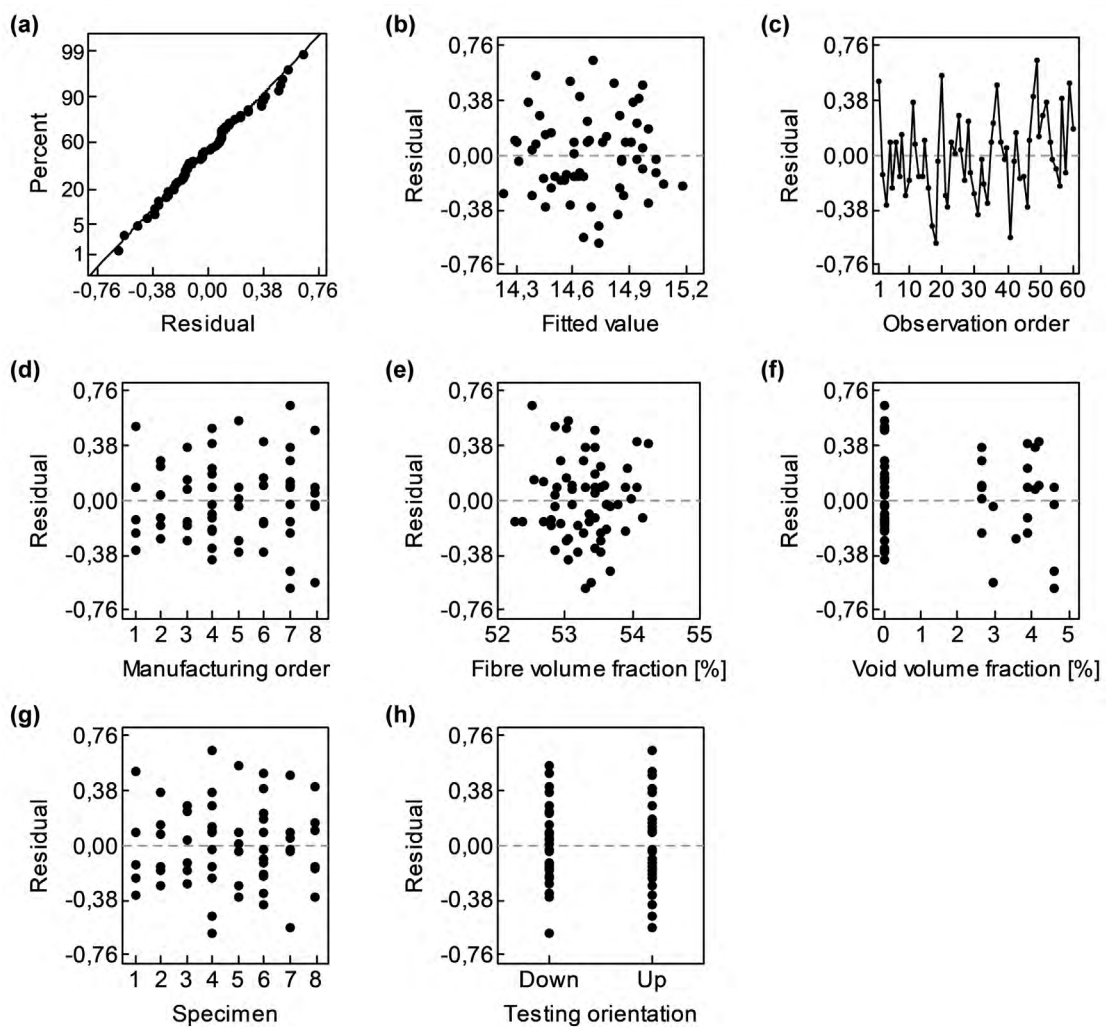 (a)
99
90
60
20
5
1
Percent
-0,76 -0,38 0,00 0,38 0,76
Residual
(b)
0,76
0,38
0,00
-0,38
-0,76
Residual
14,3 14,6 14,9 15,2
Fitted value
(c)
0,76
0,38
0,00
-0,38
-0,76
Residual
1 10 20 30 40 50 60
Observation order
(d)
0,76
0,38
0,00
-0,38
-0,76
Residual
1 2 3 4 5 6 7 8
Manufacturing order
(e)
0,76
0,38
0,00
-0,38
-0,76
Residual
52 53 54 55
Fibre volume fraction [%]
(f)
0,76
0,38
0,00
-0,38
-0,76
Residual
0 1 2 3 4 5
Void volume fraction [%]
(g)
0,76
0,38
0,00
-0,38
-0,76
Residual
1 2 3 4 5 6 7 8
Specimen
(h)
0,76
0,38
0,00
-0,38
-0,76
Residual
Down Up
Testing orientation